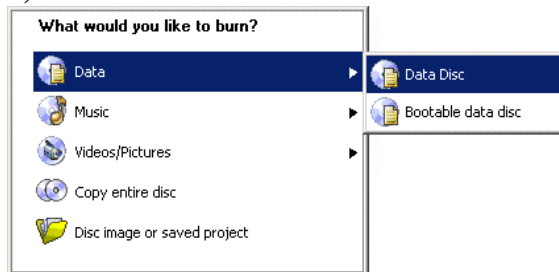 What would you like to burn?
Data
Data Disc
Music
Bootable data disc
Videos/Pictures
Copy entire disc
Disc image or saved project